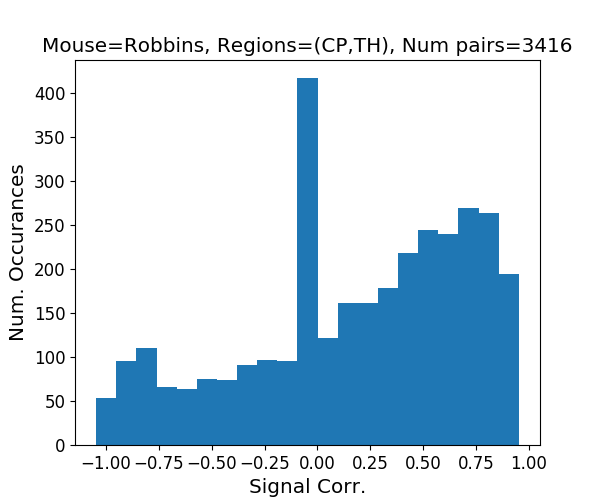 Mouse=Robbins, Regions=(CP,TH), Num pairs=3416
Num. Occurances
400
350
300
250
200
150
100
50
0
−1.00 −0.75 −0.50 −0.25 0.00 0.25 0.50 0.75 1.00
Signal Corr.